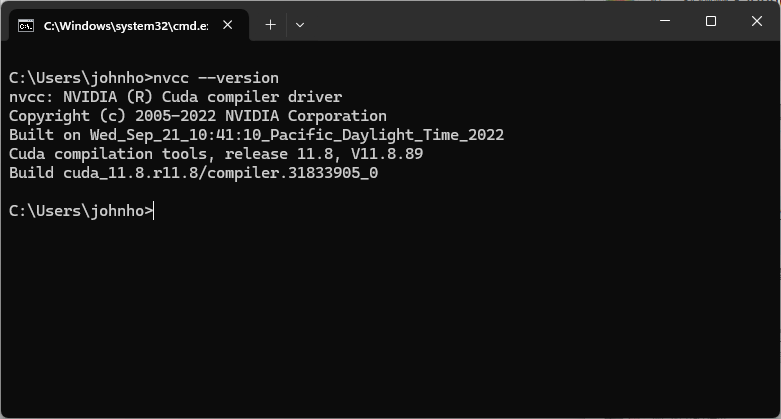 C:\Windows\system32\cmd.e
C:\Users\johnho>nvcc --version
nvcc: NVIDIA (R) Cuda compiler driver
Copyright (c) 2005-2022 NVIDIA Corporation
Built on Wed_Sep_21_10:41:10_Pacific_Daylight_Time_2022
Cuda compilation tools, release 11.8, V11.8.89
Build cuda_11.8.r11.8/compiler.31833905_0
C:\Users\johnho>